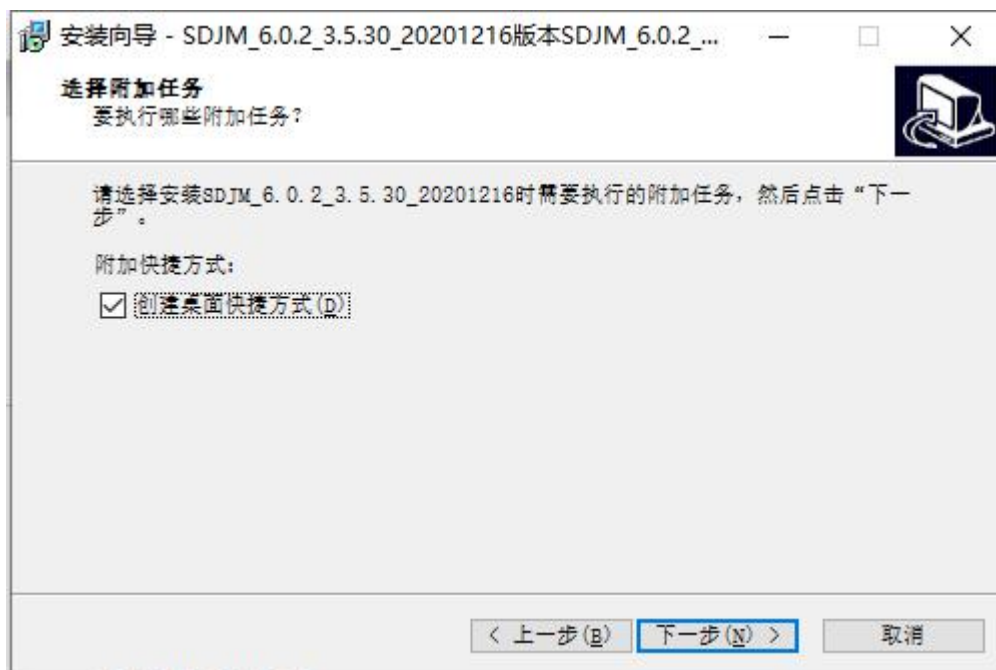 安装向导 - SDJM_6.0.2_3.5.30_20201216版本SDJM_6.0.2_...
选择附加任务
要执行哪些附加任务?
请选择安装SDJM_6.0.2_3.5.30_20201216时需要执行的附加任务,然后点击“下一
步”。
附加快捷方式:
创建桌面快捷方式(D)
< 上一步(B)
下一步(N) >
取消